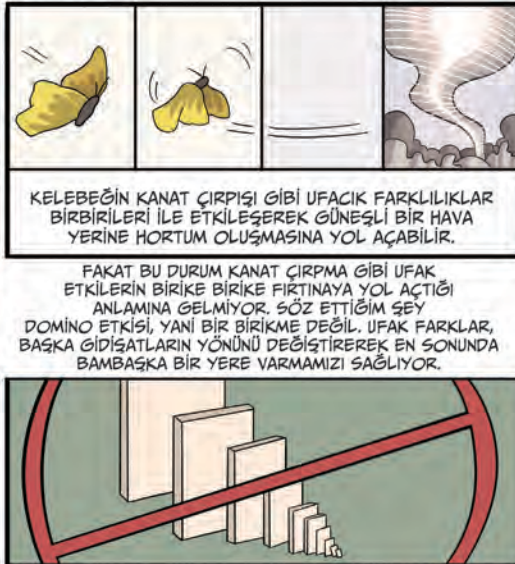 KELEBEĞİN KANAT ÇIRPIŞI GİBİ UFACIK FARKLILIKLAR
BİRBİRİLERİ İLE ETKİLEŞEREK GÜNEŞLİ BİR HAVA
YERİNE HORTUM OLUŞMASINA YOL AÇABİLİR.
FAKAT BU DURUM KANAT ÇIRPMA GİBİ UFAK
ETKİLERİN BİRİKE BİRİKE FIRTINAYA YOL AÇTIĞI
ANLAMINA GELMİYOR. SÖZ ETTİĞİM ŞEY
DOMİNO ETKİSİ, YANİ BİR BİRİKME DEĞİL. UFAK FARKLAR,
BAŞKA GİDİŞATLARIN YÖNÜNÜ DEĞİŞTİREREK EN SONUNDA
BAMBAŞKA BİR YERE VARMAMIZI SAĞLIYOR.